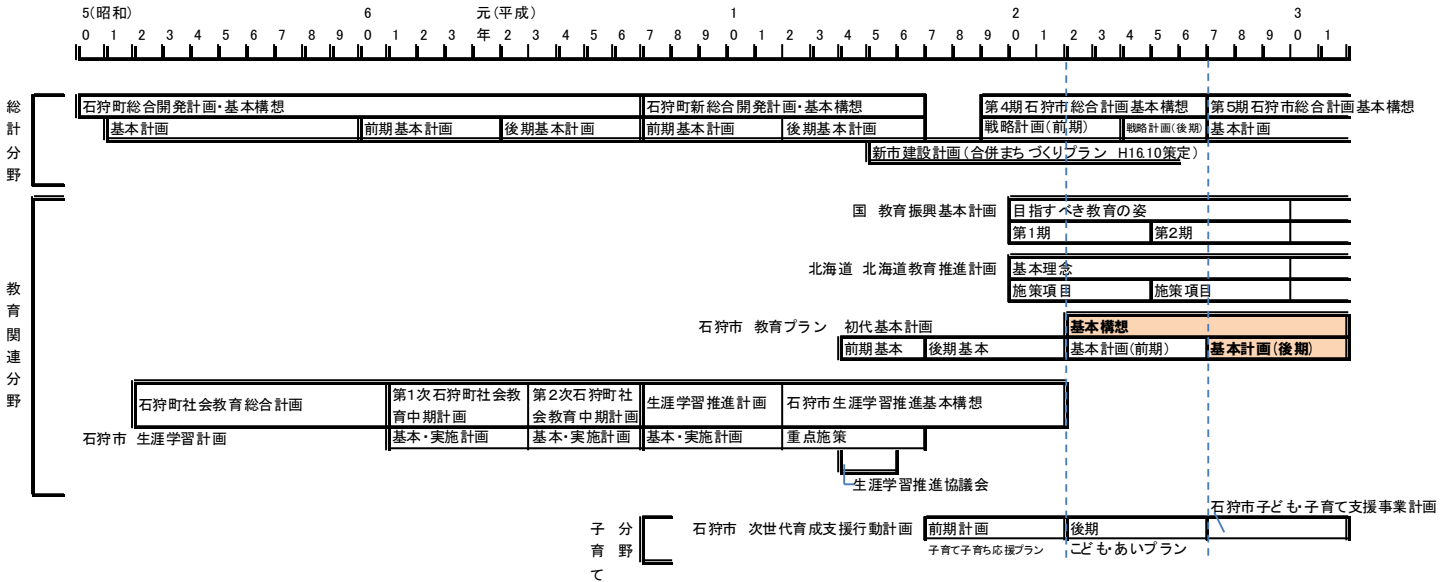 5(昭和) 6 元(平成) 1 2 3
0 1 2 3 4 5 6 7 8 9 0 1 2 3 年 2 3 4 5 6 7 8 9 0 1 2 3 4 5 6 7 8 9 0 1 2 3 4 5 6 7 8 9 0 1
総計分野
石狩町総合開発計画・基本構想 石狩町新総合開発計画・基本構想 第4期石狩市総合計画基本構想 第5期石狩市総合計画基本構想
基本計画 前期基本計画 後期基本計画 前期基本計画 後期基本計画 戦略計画(前期) 戦略計画(後期) 基本計画
新市建設計画(合併まちづくりプラン H16.10策定)
教育関連分野
国 教育振興基本計画 目指すべき教育の姿
第1期 第2期
北海道 北海道教育推進計画 基本理念
施策項目 施策項目
石狩市 教育プラン 初代基本計画 基本構想
前期基本 後期基本 基本計画(前期) 基本計画(後期)
石狩町社会教育総合計画 第1次石狩町社会教育中期計画 第2次石狩町社会教育中期計画 生涯学習推進計画 石狩市生涯学習推進基本構想
石狩市 生涯学習計画 基本・実施計画 基本・実施計画 基本・実施計画 重点施策
生涯学習推進協議会
石狩市子ども・子育て支援事業計画
子育て分野
石狩市 次世代育成支援行動計画 前期計画 後期
子育て子育ち応援プラン こども・あいプラン